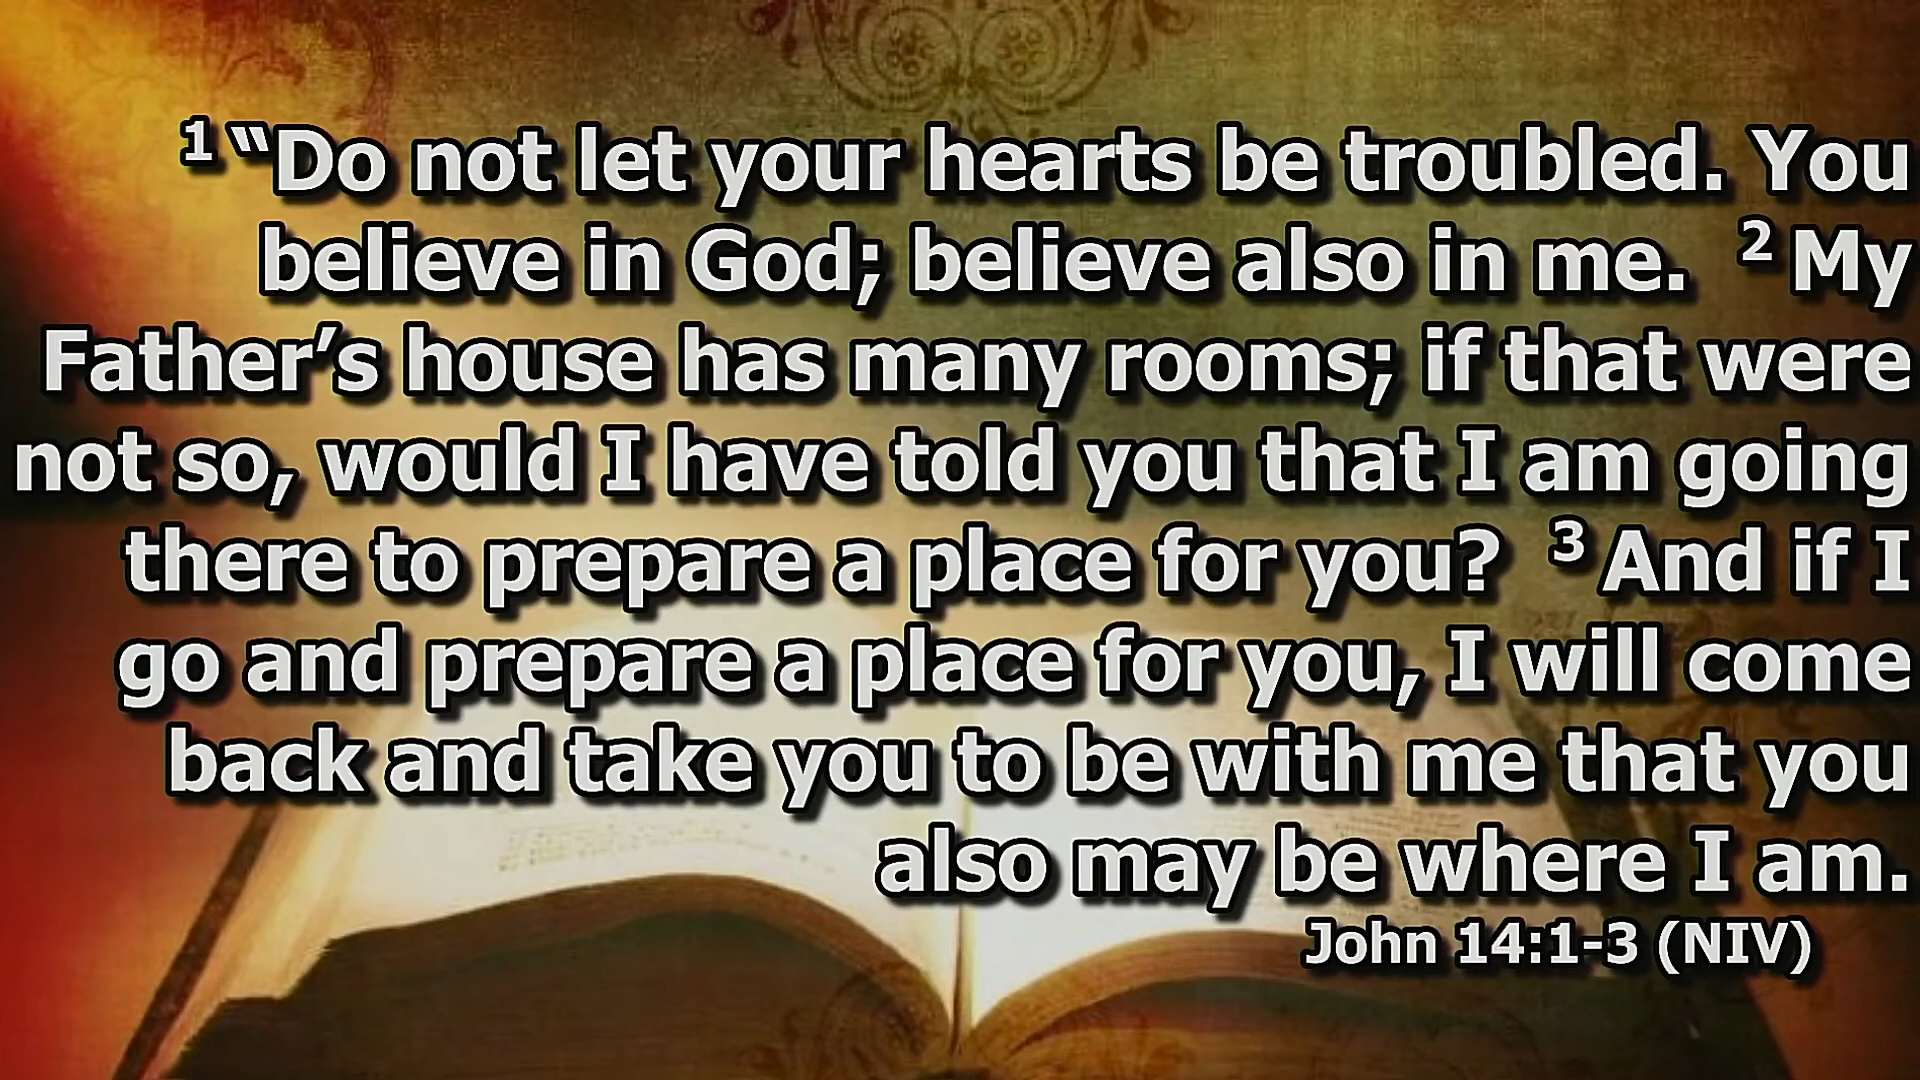 1 “Do not let your hearts be troubled. You
believe in God; believe also in me. 2 My
Father’s house has many rooms; if that were
not so, would I have told you that I am going
there to prepare a place for you? 3 And if I
go and prepare a place for you, I will come
back and take you to be with me that you
also may be where I am.
John 14:1-3 (NIV)